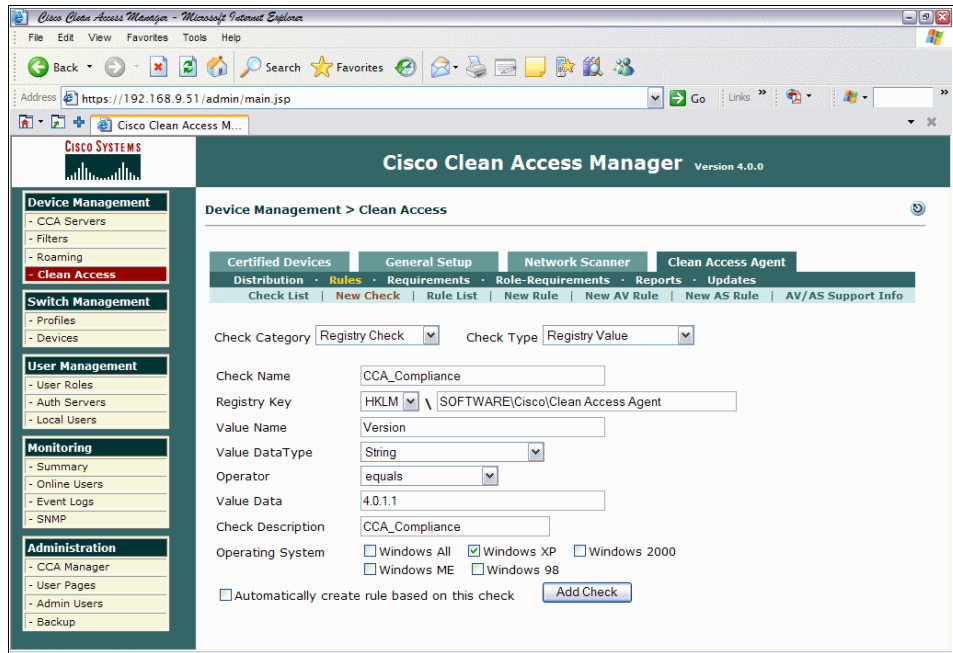 Cisco Clean Access Manager - Microsoft Internet Explorer
File Edit View Favorites Tools Help
Back Search Favorites
Address https://192.168.9.51/admin/main.jsp Go Links »
Cisco Clean Access M...
CISCO SYSTEMS
Cisco Clean Access Manager Version 4.0.0
Device Management
- CCA Servers
- Filters
- Roaming
- Clean Access
Switch Management
- Profiles
- Devices
User Management
- User Roles
- Auth Servers
- Local Users
Monitoring
- Summary
- Online Users
- Event Logs
- SNMP
Administration
- CCA Manager
- User Pages
- Admin Users
- Backup
Device Management > Clean Access
Certified Devices General Setup Network Scanner Clean Access Agent
Distribution · Rules · Requirements · Role-Requirements · Reports · Updates
Check List | New Check | Rule List | New Rule | New AV Rule | New AS Rule | AV/AS Support Info
Check Category Registry Check Check Type Registry Value
Check Name CCA_Compliance
Registry Key HKLM \ SOFTWARE\Cisco\Clean Access Agent
Value Name Version
Value DataType String
Operator equals
Value Data 4.0.1.1
Check Description CCA_Compliance
Operating System Windows All Windows XP Windows 2000
Windows ME Windows 98
Automatically create rule based on this check Add Check